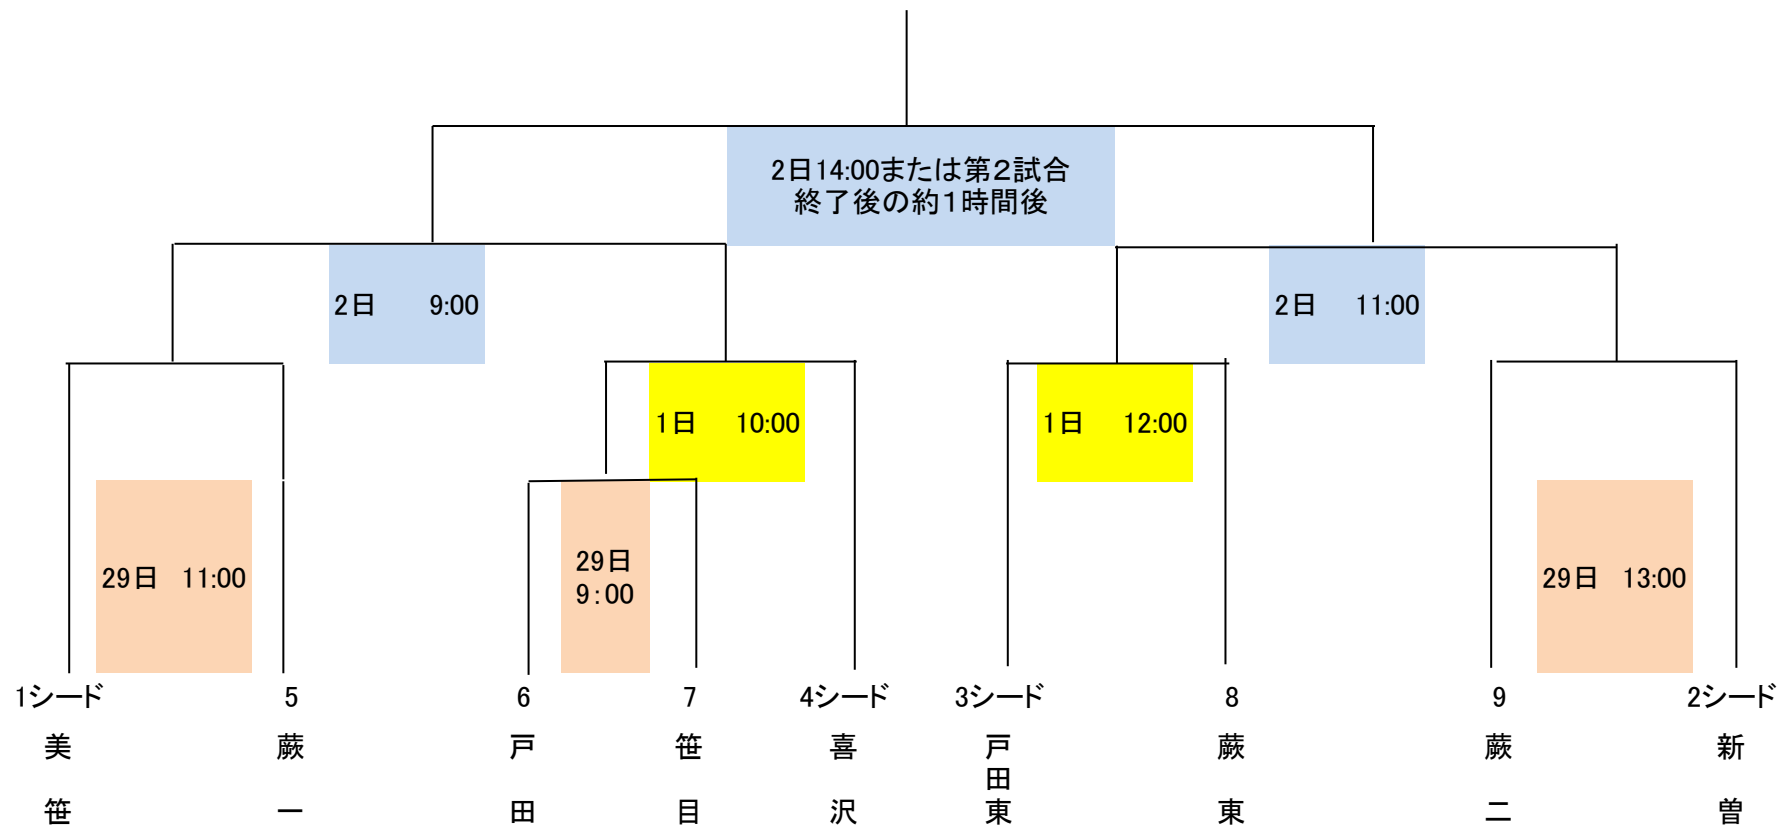 2日14:00または第2試合
終了後の約1時間後
2日 9:00
2日 11:00
1日 10:00
1日 12:00
29日 11:00
29日
9:00
29日 13:00
1シード
5
6
7
4シード
3シード
8
9
2シード
美笹
蕨一
戸田
笹目
喜沢
戸田東
蕨東
蕨二
新曽